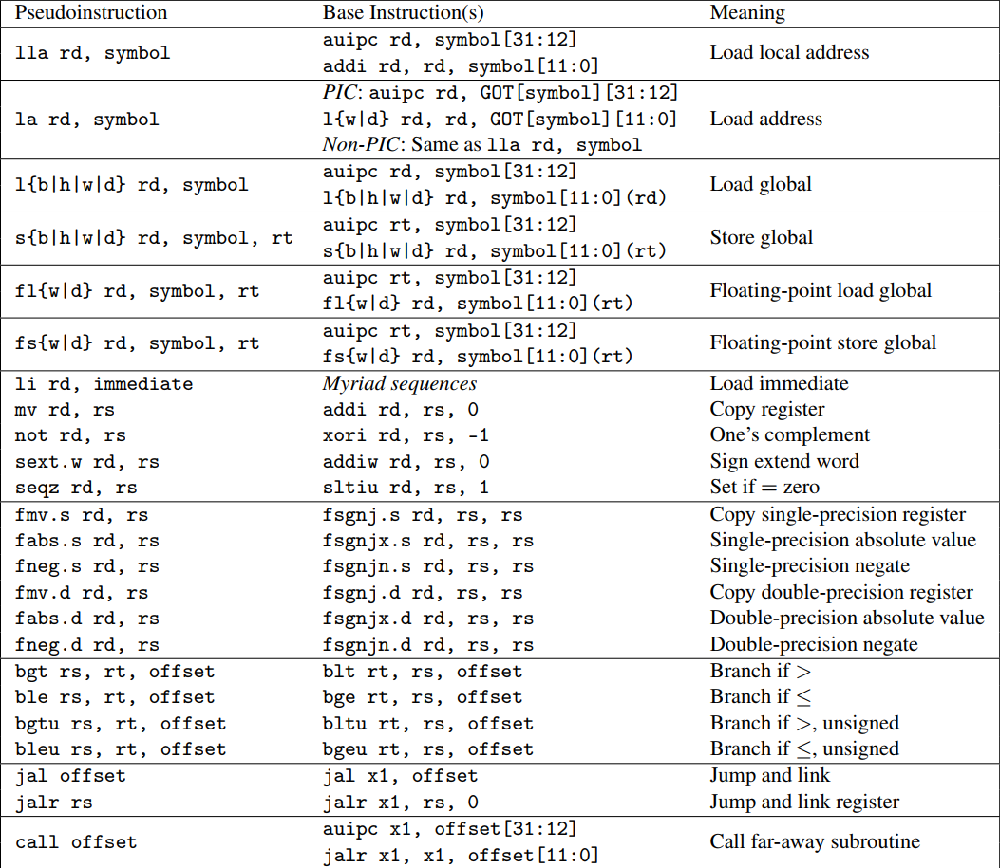 Pseudoinstruction Base Instruction(s) Meaning
lla rd, symbol auipc rd, symbol[31:12] Load local address
addi rd, rd, symbol[11:0]
la rd, symbol PIC: auipc rd, GOT[symbol][31:12] Load address
l{w|d} rd, rd, GOT[symbol][11:0]
Non-PIC: Same as lla rd, symbol
l{b|h|w|d} rd, symbol auipc rd, symbol[31:12] Load global
l{b|h|w|d} rd, symbol[11:0](rd)
s{b|h|w|d} rd, symbol, rt auipc rt, symbol[31:12] Store global
s{b|h|w|d} rd, symbol[11:0](rt)
fl{w|d} rd, symbol, rt auipc rt, symbol[31:12] Floating-point load global
fl{w|d} rd, symbol[11:0](rt)
fs{w|d} rd, symbol, rt auipc rt, symbol[31:12] Floating-point store global
fs{w|d} rd, symbol[11:0](rt)
li rd, immediate Myriad sequences Load immediate
mv rd, rs addi rd, rs, 0 Copy register
not rd, rs xori rd, rs, -1 One's complement
sext.w rd, rs addiw rd, rs, 0 Sign extend word
seqz rd, rs sltiu rd, rs, 1 Set if = zero
fmv.s rd, rs fsgnj.s rd, rs, rs Copy single-precision register
fabs.s rd, rs fsgnjx.s rd, rs, rs Single-precision absolute value
fneg.s rd, rs fsgnjn.s rd, rs, rs Single-precision negate
fmv.d rd, rs fsgnj.d rd, rs, rs Copy double-precision register
fabs.d rd, rs fsgnjx.d rd, rs, rs Double-precision absolute value
fneg.d rd, rs fsgnjn.d rd, rs, rs Double-precision negate
bgt rs, rt, offset blt rt, rs, offset Branch if >
ble rs, rt, offset bge rt, rs, offset Branch if ≤
bgtu rs, rt, offset bltu rt, rs, offset Branch if >, unsigned
bleu rs, rt, offset bgeu rt, rs, offset Branch if ≤, unsigned
jal offset jal x1, offset Jump and link
jalr rs jalr x1, rs, 0 Jump and link register
call offset auipc x1, offset[31:12] Call far-away subroutine
jalr x1, x1, offset[11:0]